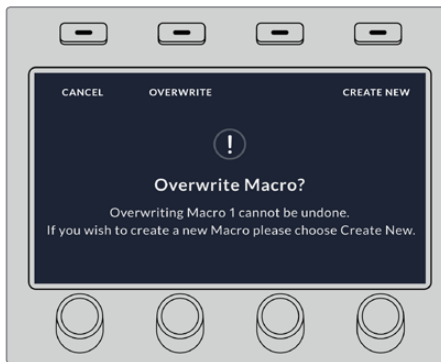 CANCEL OVERWRITE CREATE NEW
!
Overwrite Macro?
Overwriting Macro 1 cannot be undone.
If you wish to create a new Macro please choose Create New.